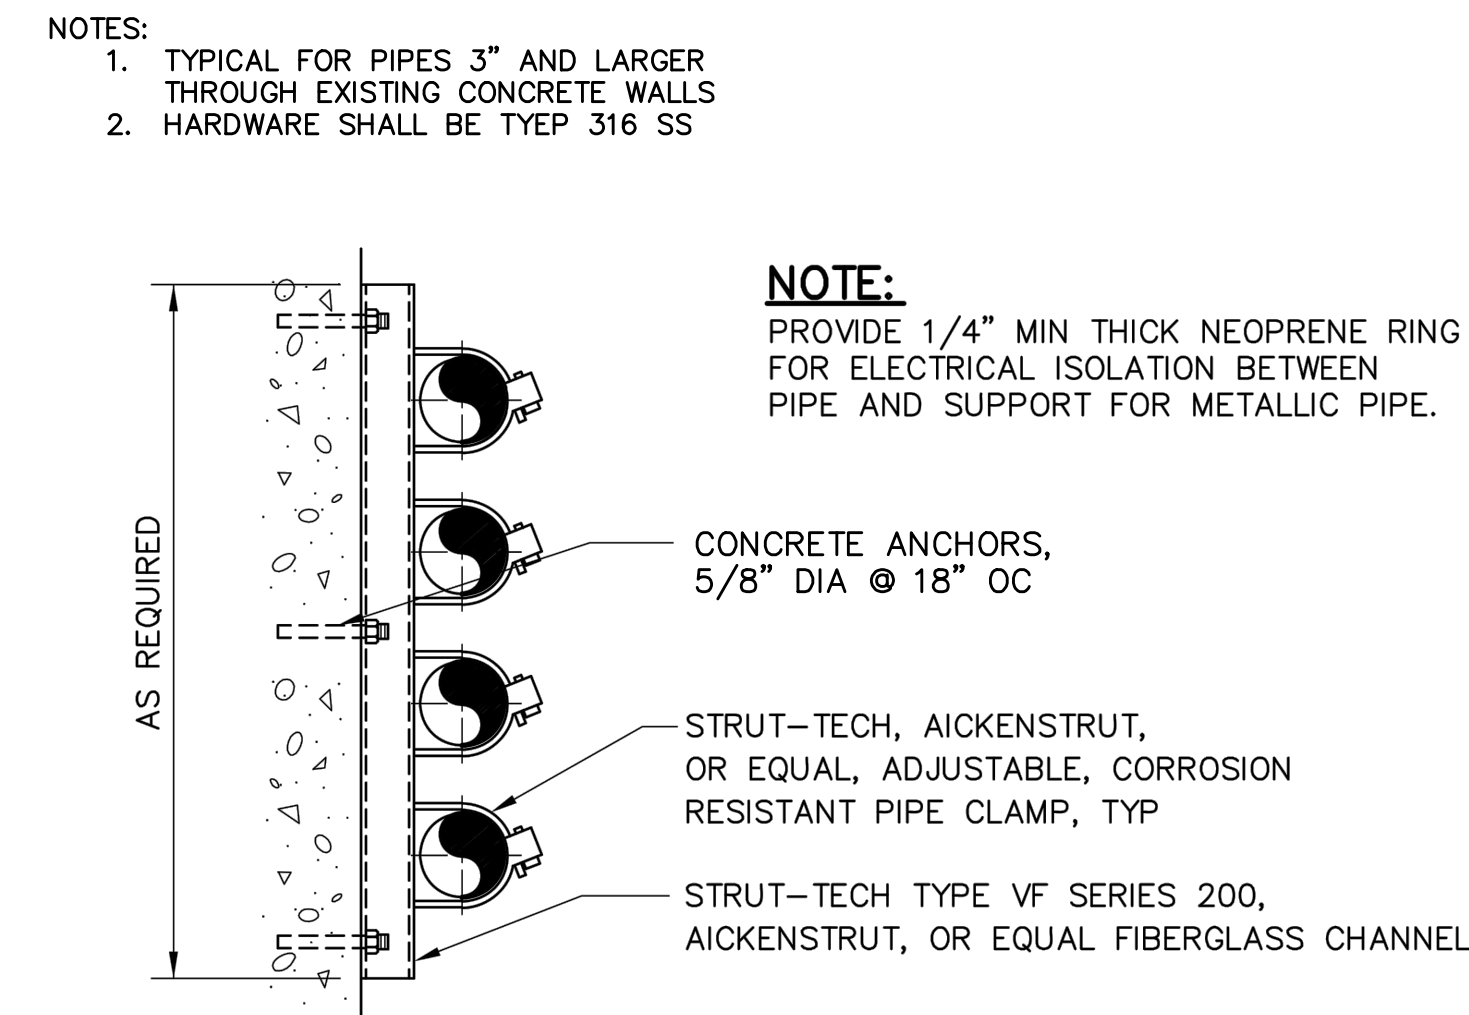 NOTES:
1. TYPICAL FOR PIPES 3” AND LARGER
THROUGH EXISTING CONCRETE WALLS
2. HARDWARE SHALL BE TYEP 316 SS
NOTE:
PROVIDE 1/4” MIN THICK NEOPRENE RING
FOR ELECTRICAL ISOLATION BETWEEN
PIPE AND SUPPORT FOR METALLIC PIPE.
AS REQUIRED
CONCRETE ANCHORS,
5/8” DIA @ 18” OC
STRUT–TECH, AICKENSTRUT,
OR EQUAL, ADJUSTABLE, CORROSION
RESISTANT PIPE CLAMP, TYP
STRUT–TECH TYPE VF SERIES 200,
AICKENSTRUT, OR EQUAL FIBERGLASS CHANNEL